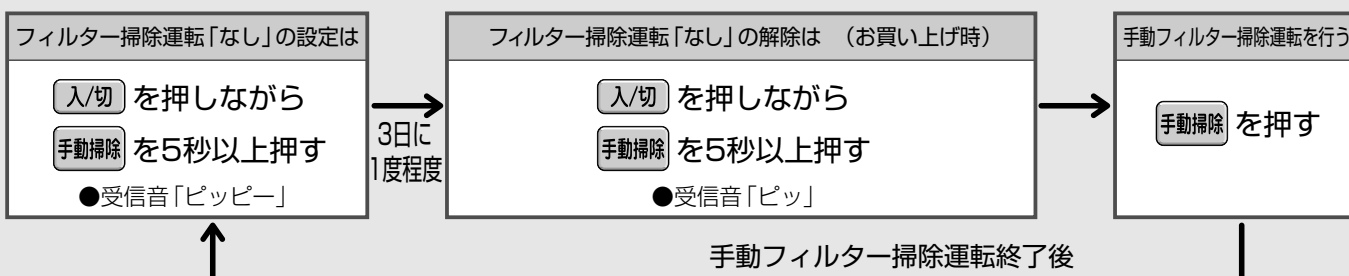 フィルター掃除運転「なし」の設定は
入/切 を押しながら
手動掃除 を5秒以上押す
●受信音「ピッピー」
3日に
1度程度
フィルター掃除運転「なし」の解除は （お買い上げ時）
入/切 を押しながら
手動掃除 を5秒以上押す
●受信音「ピッ」
手動フィルター掃除運転を行う
手動掃除 を押す
手動フィルター掃除運転終了後